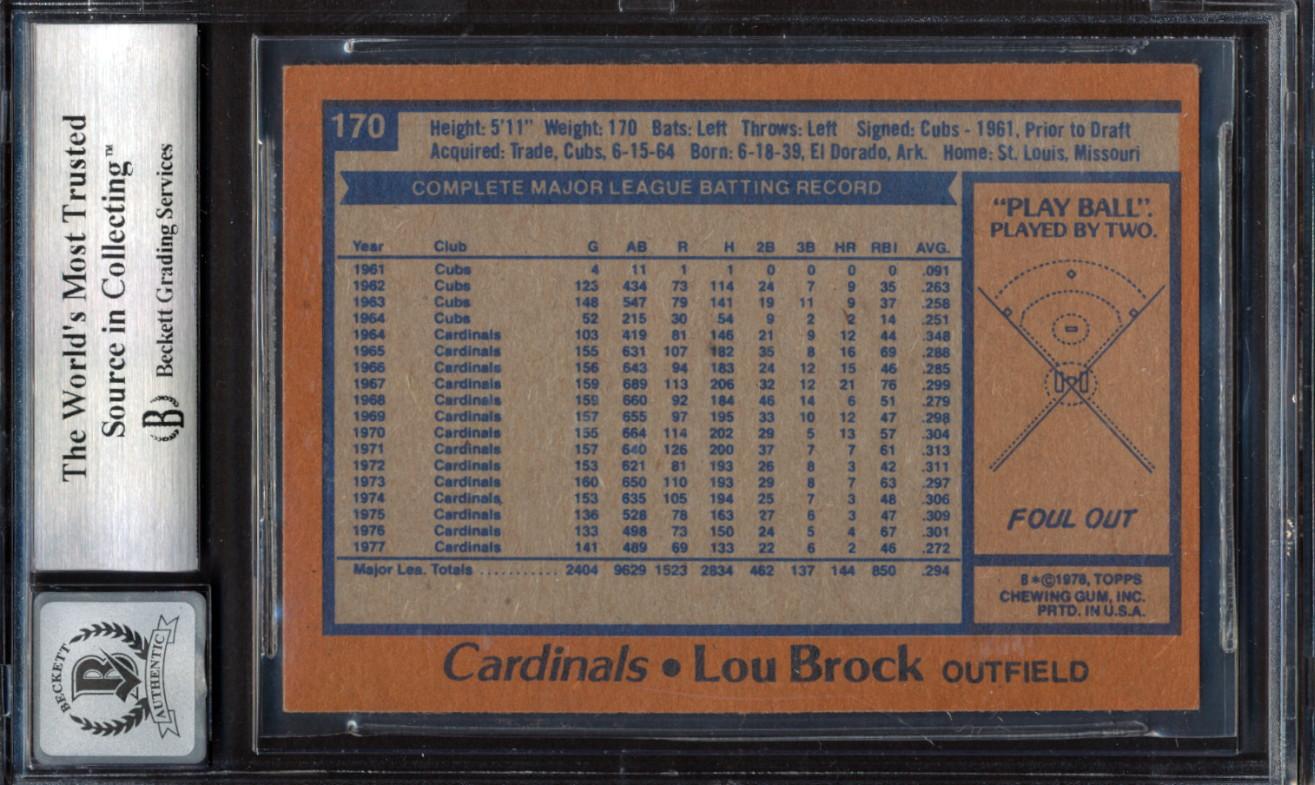 The World's Most Trusted
Source in Collecting™
Beckett Grading Services
B
BECKETT
AUTHENTIC
B
170
Height: 5'11" Weight: 170 Bats: Left Throws: Left Signed: Cubs - 1961, Prior to Draft
Acquired: Trade, Cubs, 6-15-64 Born: 6-18-39, El Dorado, Ark. Home: St. Louis, Missouri
COMPLETE MAJOR LEAGUE BATTING RECORD
Year Club G AB R H 2B 3B HR RBI AVG.
1961 Cubs 4 11 1 1 0 0 0 0 .091
1962 Cubs 123 434 73 114 24 7 9 35 .263
1963 Cubs 148 547 79 141 19 11 9 37 .258
1964 Cubs 52 215 30 54 9 2 2 14 .251
1964 Cardinals 103 419 81 146 21 9 12 44 .348
1965 Cardinals 155 631 107 182 35 8 16 69 .288
1966 Cardinals 156 643 94 183 24 12 15 46 .285
1967 Cardinals 159 689 113 206 32 12 21 76 .299
1968 Cardinals 159 660 92 184 46 14 6 51 .279
1969 Cardinals 157 655 97 195 33 10 12 47 .298
1970 Cardinals 155 664 114 202 29 5 13 57 .304
1971 Cardinals 157 640 126 200 37 7 7 61 .313
1972 Cardinals 153 621 81 193 26 8 3 42 .311
1973 Cardinals 160 650 110 193 29 8 7 63 .297
1974 Cardinals 153 635 105 194 25 7 3 48 .306
1975 Cardinals 136 528 78 163 27 6 3 47 .309
1976 Cardinals 133 498 73 150 24 5 4 67 .301
1977 Cardinals 141 489 69 133 22 6 2 46 .272
Major Lea. Totals ............ 2404 9629 1523 2834 462 137 144 850 .294
"PLAY BALL".
PLAYED BY TWO.
FOUL OUT
B*©1978, TOPPS
CHEWING GUM, INC.
PRTD. IN U.S.A.
Cardinals • Lou Brock OUTFIELD